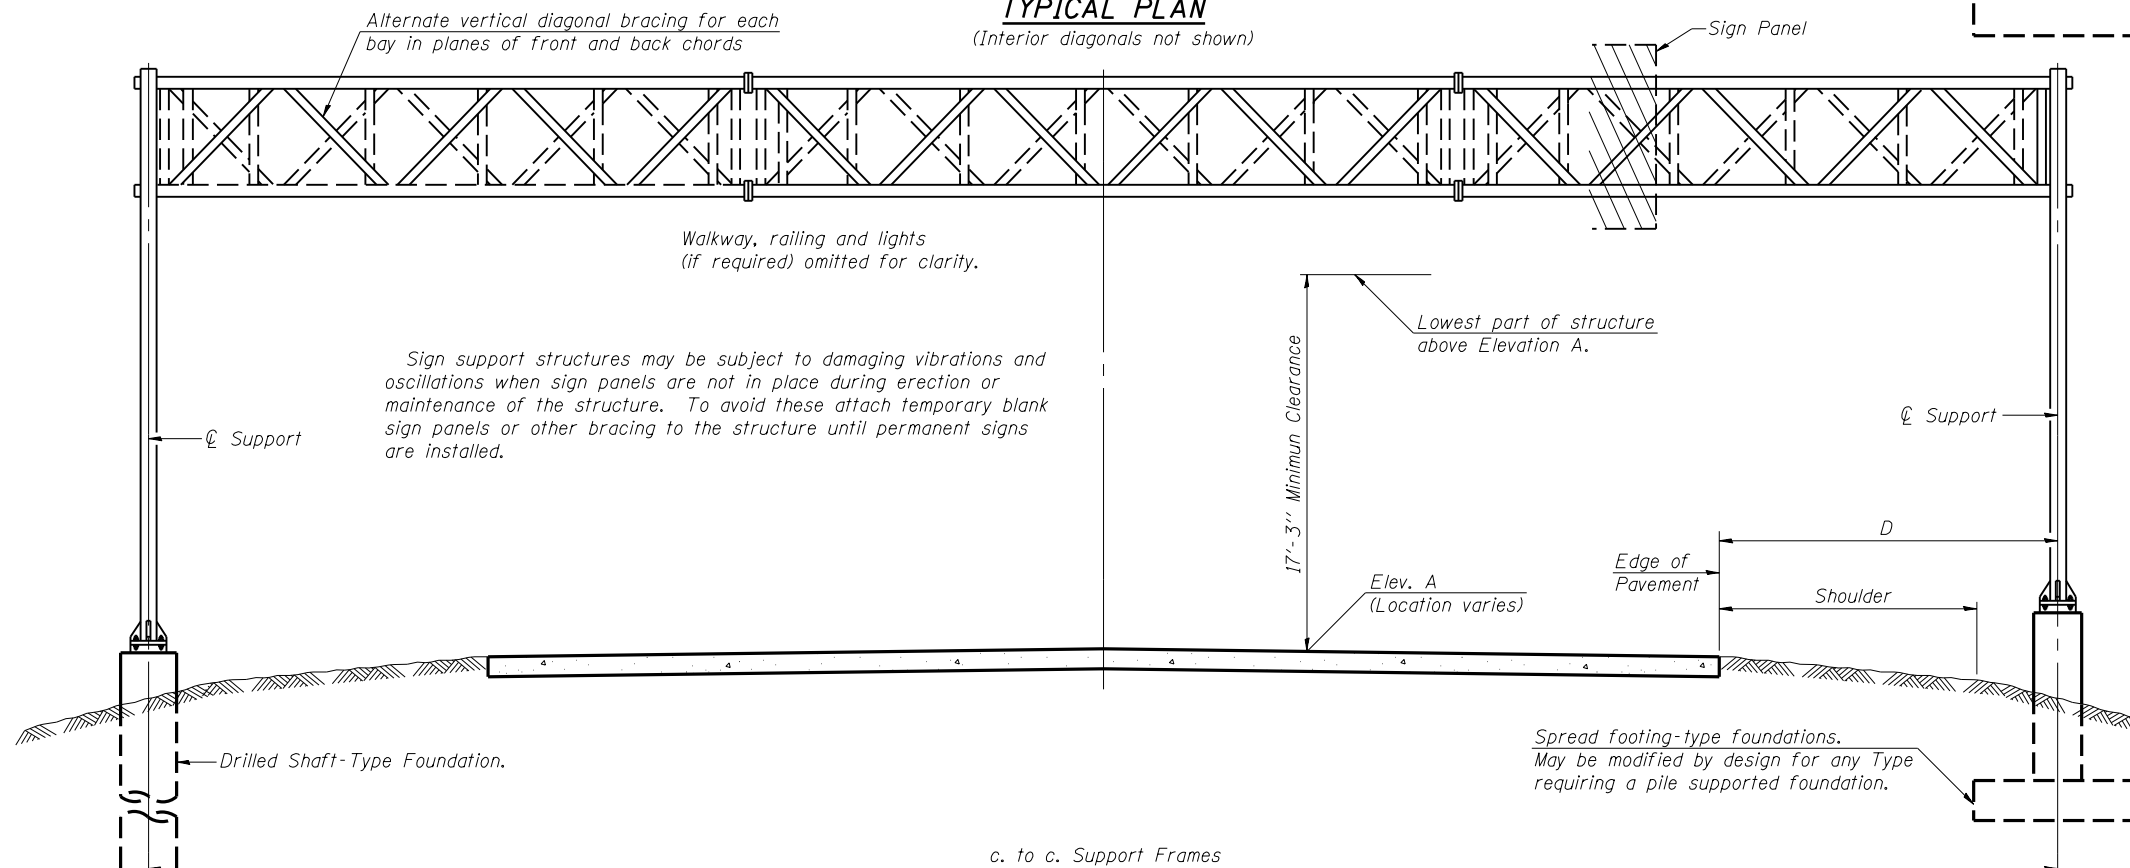 TYPICAL PLAN
(Interior diagonals not shown)
Alternate vertical diagonal bracing for each
bay in planes of front and back chords
Sign Panel
Walkway, railing and lights
(if required) omitted for clarity.
Lowest part of structure
above Elevation A.
Sign support structures may be subject to damaging vibrations and
oscillations when sign panels are not in place during erection or
maintenance of the structure. To avoid these attach temporary blank
sign panels or other bracing to the structure until permanent signs
are installed.
℄ Support
℄ Support
17'-3" Minimun Clearance
D
Edge of
Pavement
Shoulder
Elev. A
(Location varies)
Drilled Shaft-Type Foundation.
Spread footing-type foundations.
May be modified by design for any Type
requiring a pile supported foundation.
c. to c. Support Frames